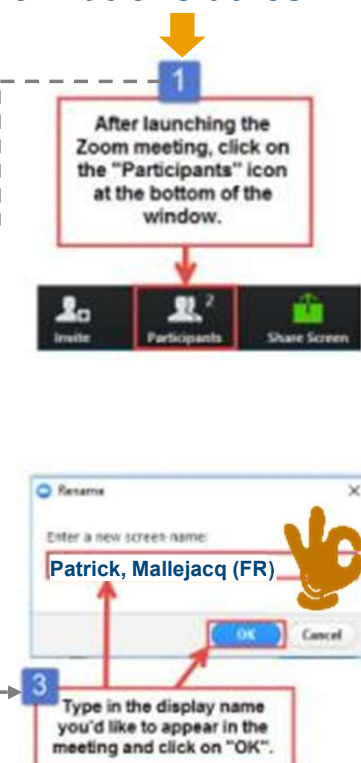 1
After launching the
Zoom meeting, click on
the "Participants" icon
at the bottom of the
window.
2
Invite Participants Share Screen
Rename
Enter a new screen name:
Patrick, Mallejacq (FR)
OK Cancel
3
Type in the display name
you'd like to appear in the
meeting and click on "OK".